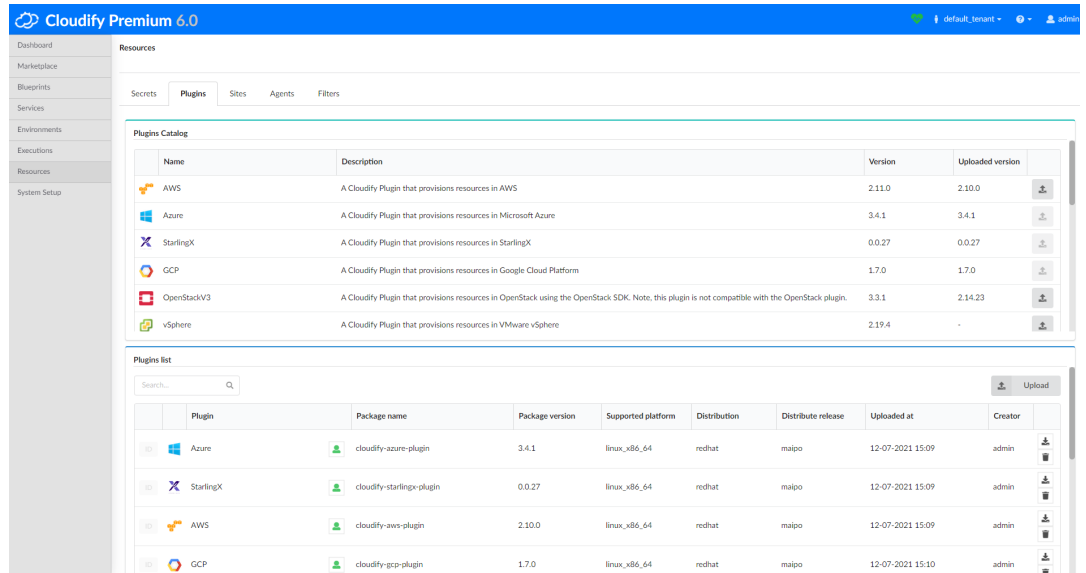 Cloudify Premium 6.0
default_tenant
admin
Dashboard
Marketplace
Blueprints
Services
Environments
Executions
Resources
System Setup
Resources
Secrets Plugins Sites Agents Filters
Plugins Catalog
Name Description Version Uploaded version
AWS A Cloudify Plugin that provisions resources in AWS 2.11.0 2.10.0
Azure A Cloudify Plugin that provisions resources in Microsoft Azure 3.4.1 3.4.1
StarlingX A Cloudify Plugin that provisions resources in StarlingX 0.0.27 0.0.27
GCP A Cloudify Plugin that provisions resources in Google Cloud Platform 1.7.0 1.7.0
OpenStackV3 A Cloudify Plugin that provisions resources in OpenStack using the OpenStack SDK. Note, this plugin is not compatible with the OpenStack plugin. 3.3.1 2.14.23
vSphere A Cloudify Plugin that provisions resources in VMware vSphere 2.19.4 -
Plugins list
Search... Upload
Plugin Package name Package version Supported platform Distribution Distribute release Uploaded at Creator
ID Azure cloudify-azure-plugin 3.4.1 linux_x86_64 redhat maipo 12-07-2021 15:09 admin
ID StarlingX cloudify-starlingx-plugin 0.0.27 linux_x86_64 redhat maipo 12-07-2021 15:09 admin
ID AWS cloudify-aws-plugin 2.10.0 linux_x86_64 redhat maipo 12-07-2021 15:09 admin
ID GCP cloudify-gcp-plugin 1.7.0 linux_x86_64 redhat maipo 12-07-2021 15:10 admin